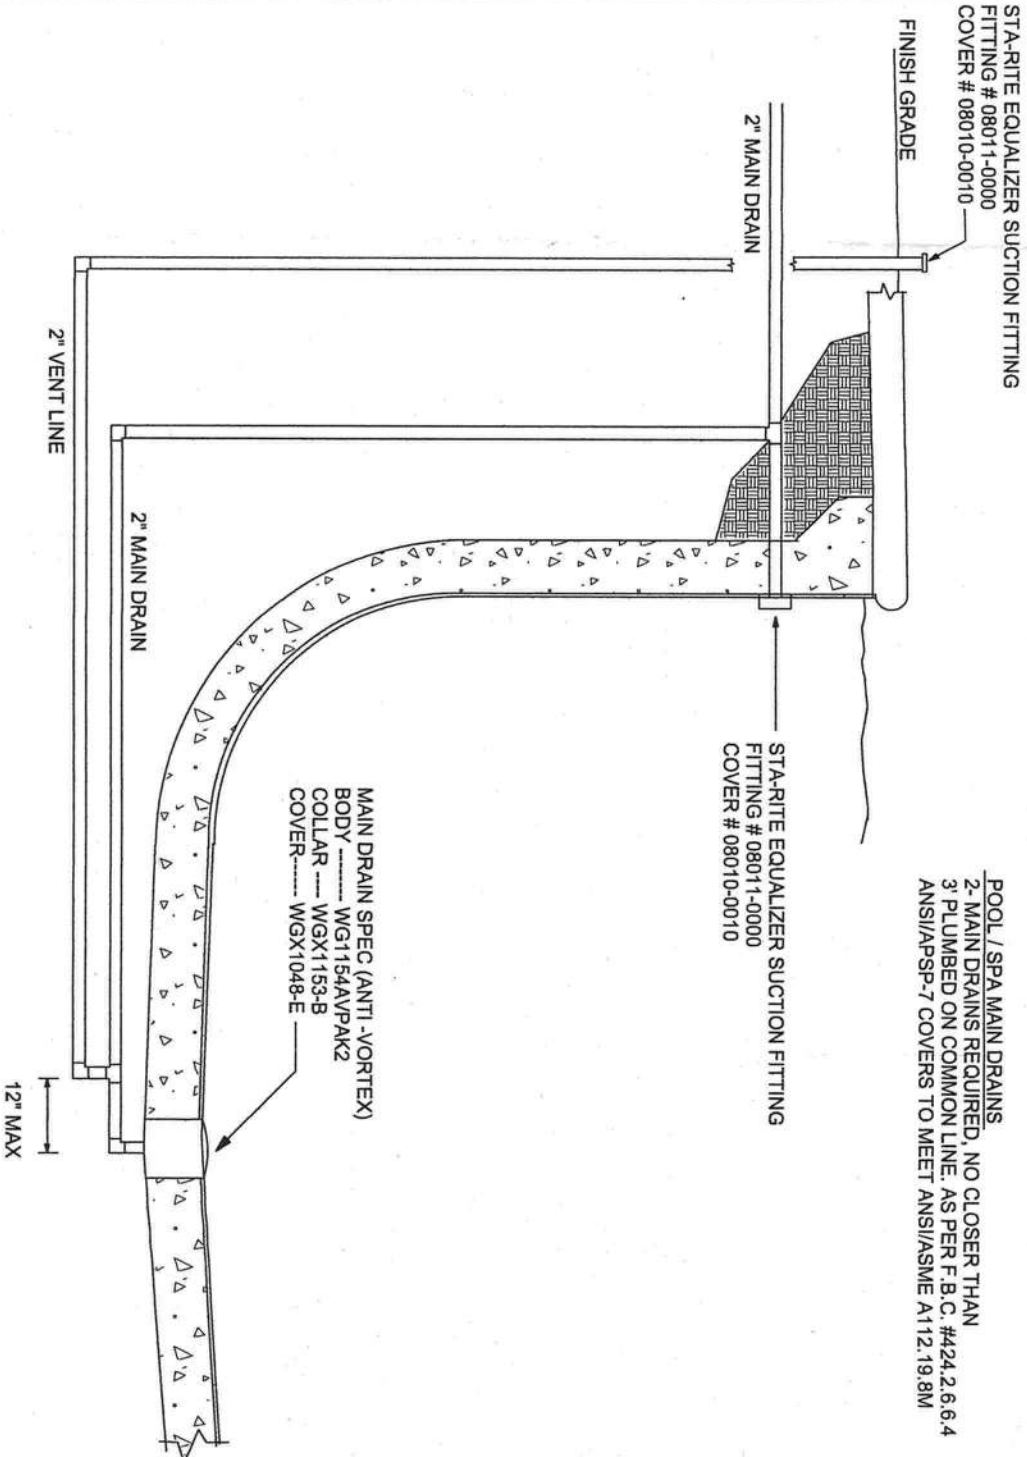 STA-RITE EQUALIZER SUCTION FITTING
FITTING # 08011-0000
COVER # 08010-0010
FINISH GRADE
2" MAIN DRAIN
POOL / SPA MAIN DRAINS
2- MAIN DRAINS REQUIRED, NO CLOSER THAN
3' PLUMBED ON COMMON LINE. AS PER F.B.C. #424.2.6.6.4
ANSI/APSP-7 COVERS TO MEET ANSI/ASME A112.19.8M
STA-RITE EQUALIZER SUCTION FITTING
FITTING # 08011-0000
COVER # 08010-0010
MAIN DRAIN SPEC (ANTI -VORTEX)
BODY --------- WG1154AVPAK2
COLLAR ---- WGX1153-B
COVER------- WGX1048-E
2" MAIN DRAIN
2" VENT LINE
12" MAX